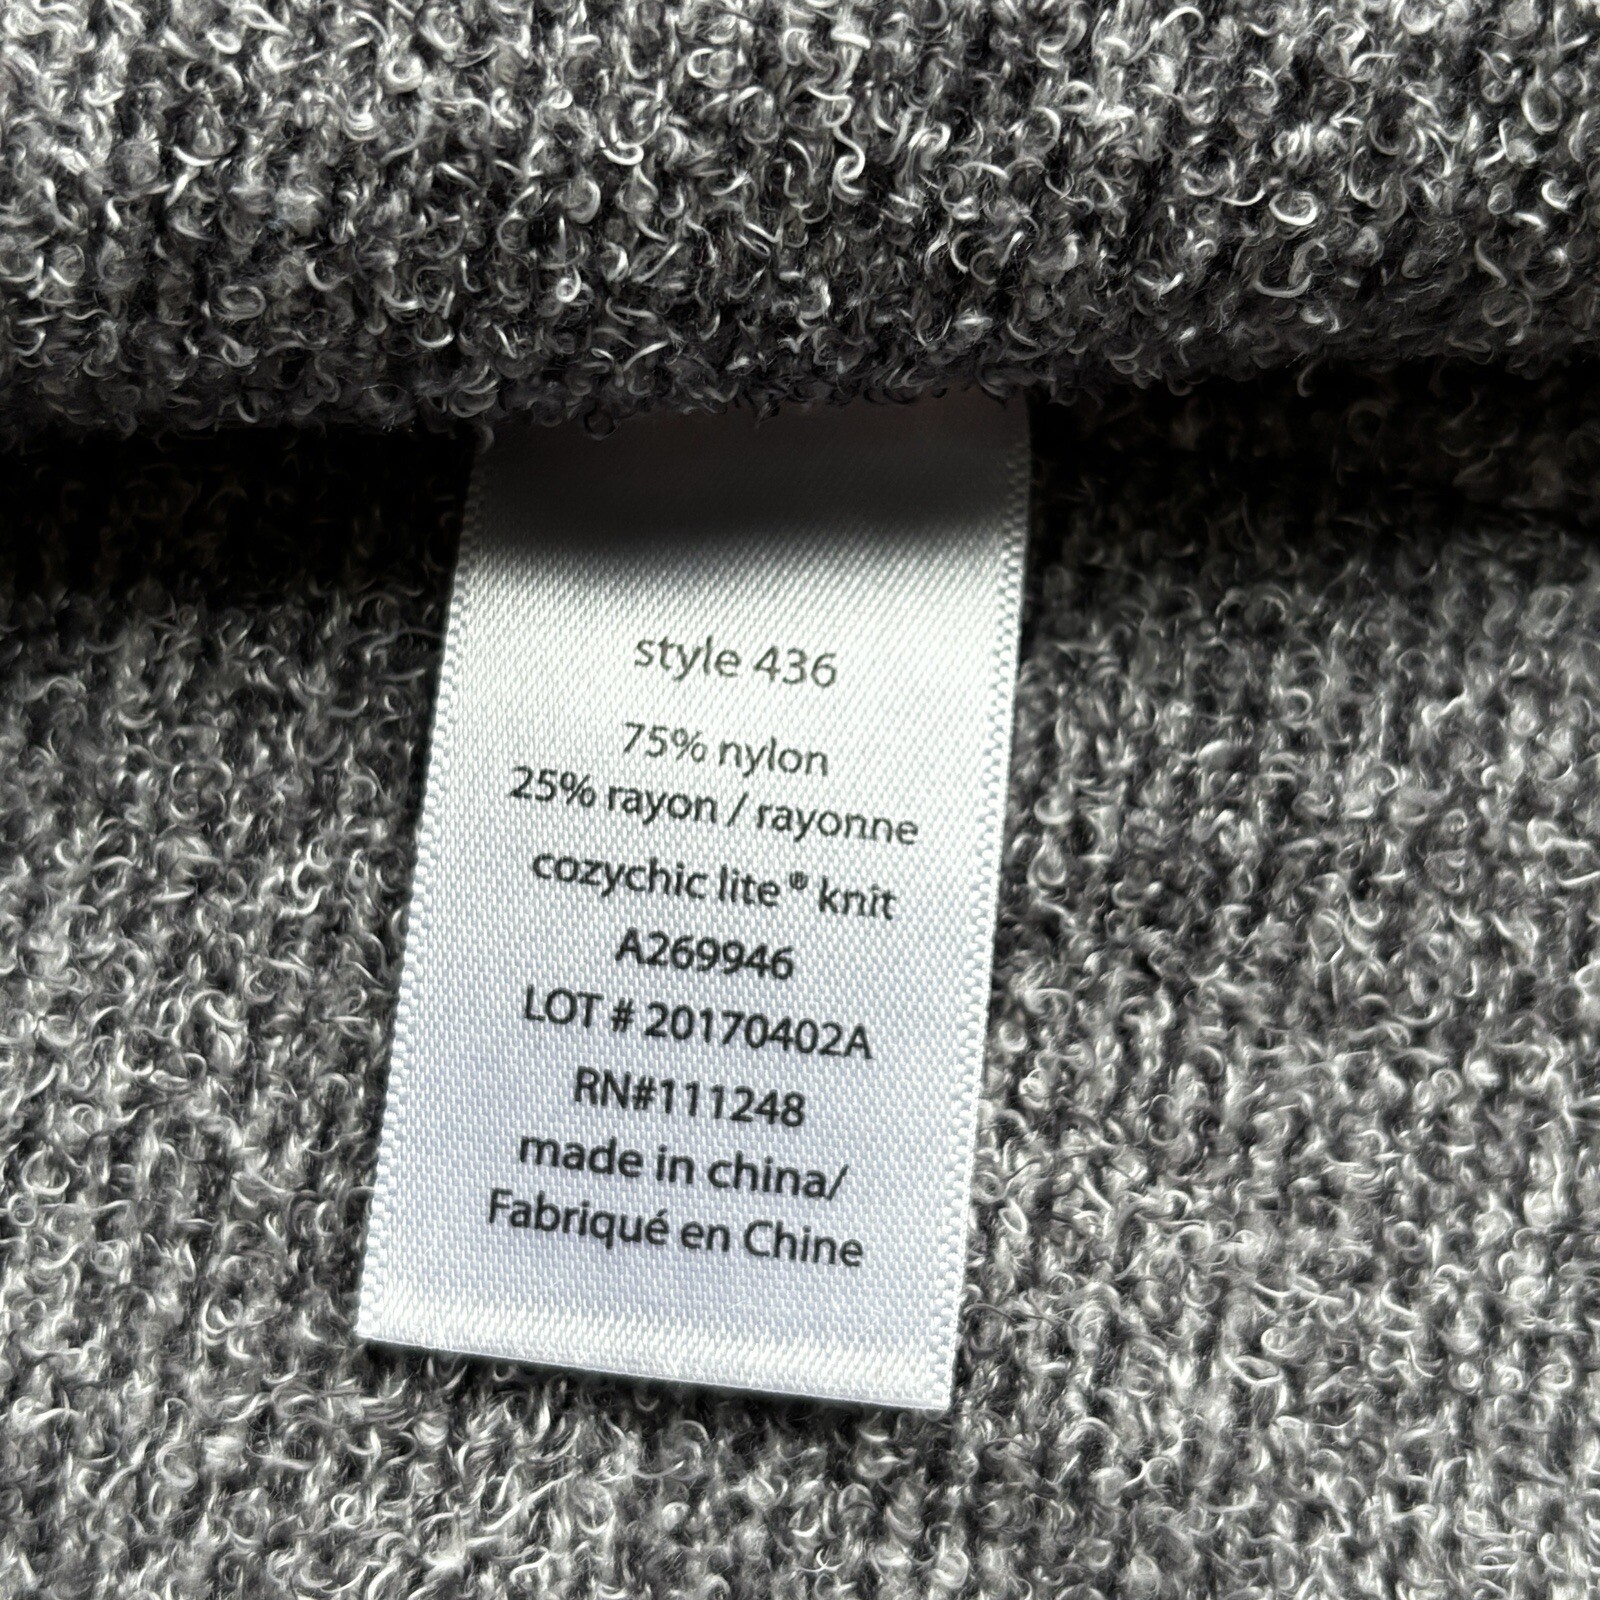 style 436
75% nylon
25% rayon / rayonne
cozychic lite® knit
A269946
LOT # 20170402A
RN#111248
made in china/
Fabriqué en Chine